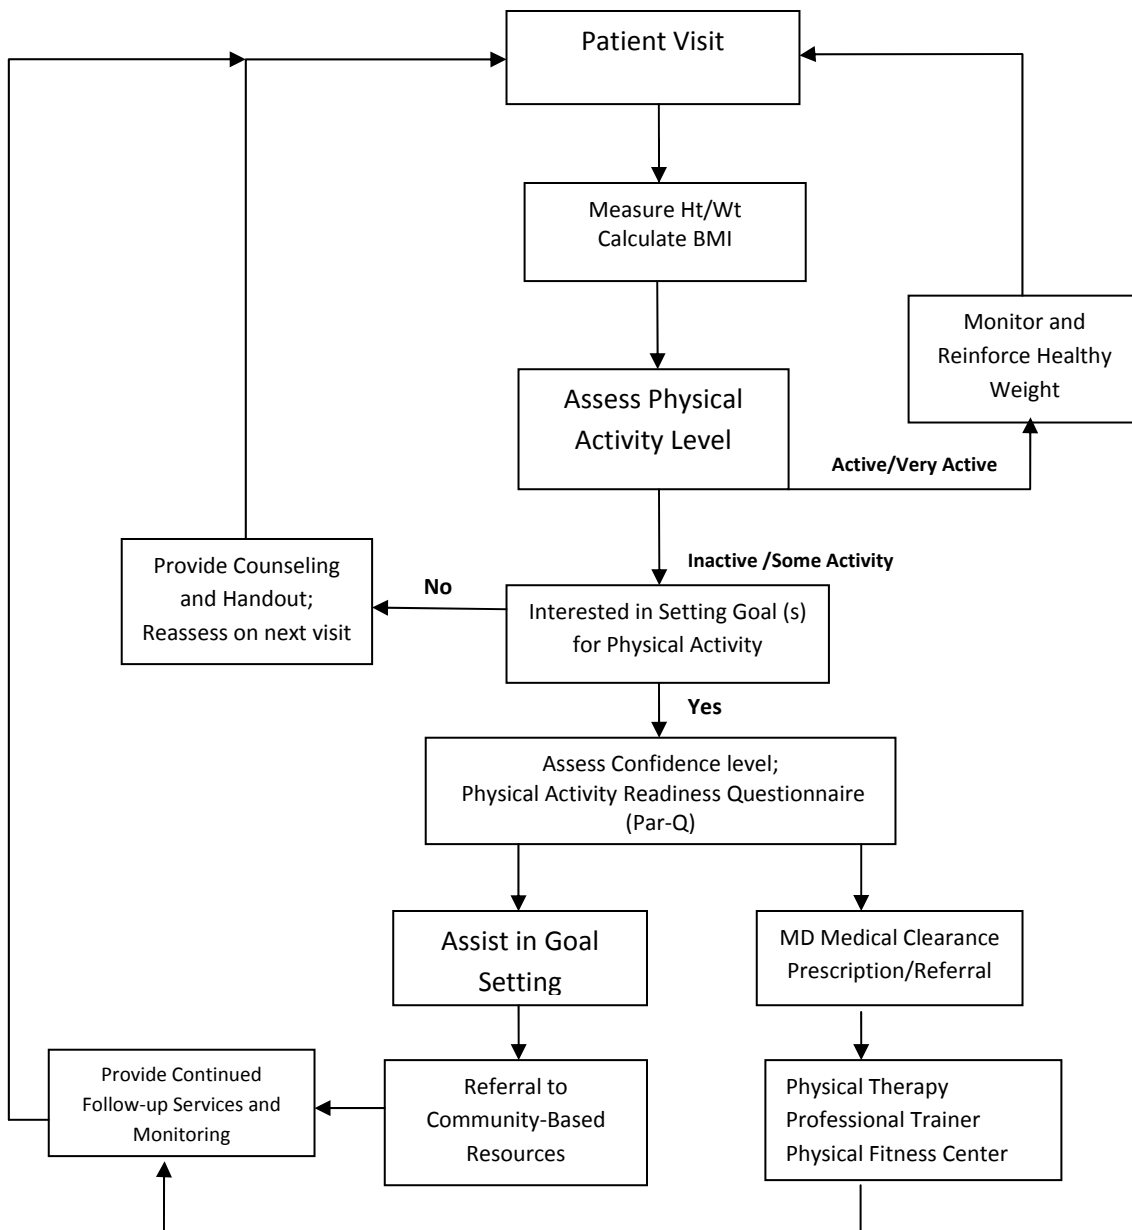 Patient Visit
Measure Ht/Wt
Calculate BMI
Monitor and
Reinforce Healthy
Weight
Assess Physical
Activity Level
Active/Very Active
Inactive /Some Activity
Provide Counseling
and Handout;
Reassess on next visit
No
Interested in Setting Goal (s)
for Physical Activity
Yes
Assess Confidence level;
Physical Activity Readiness Questionnaire
(Par-Q)
Assist in Goal
Setting
MD Medical Clearance
Prescription/Referral
Provide Continued
Follow-up Services and
Monitoring
Referral to
Community-Based
Resources
Physical Therapy
Professional Trainer
Physical Fitness Center